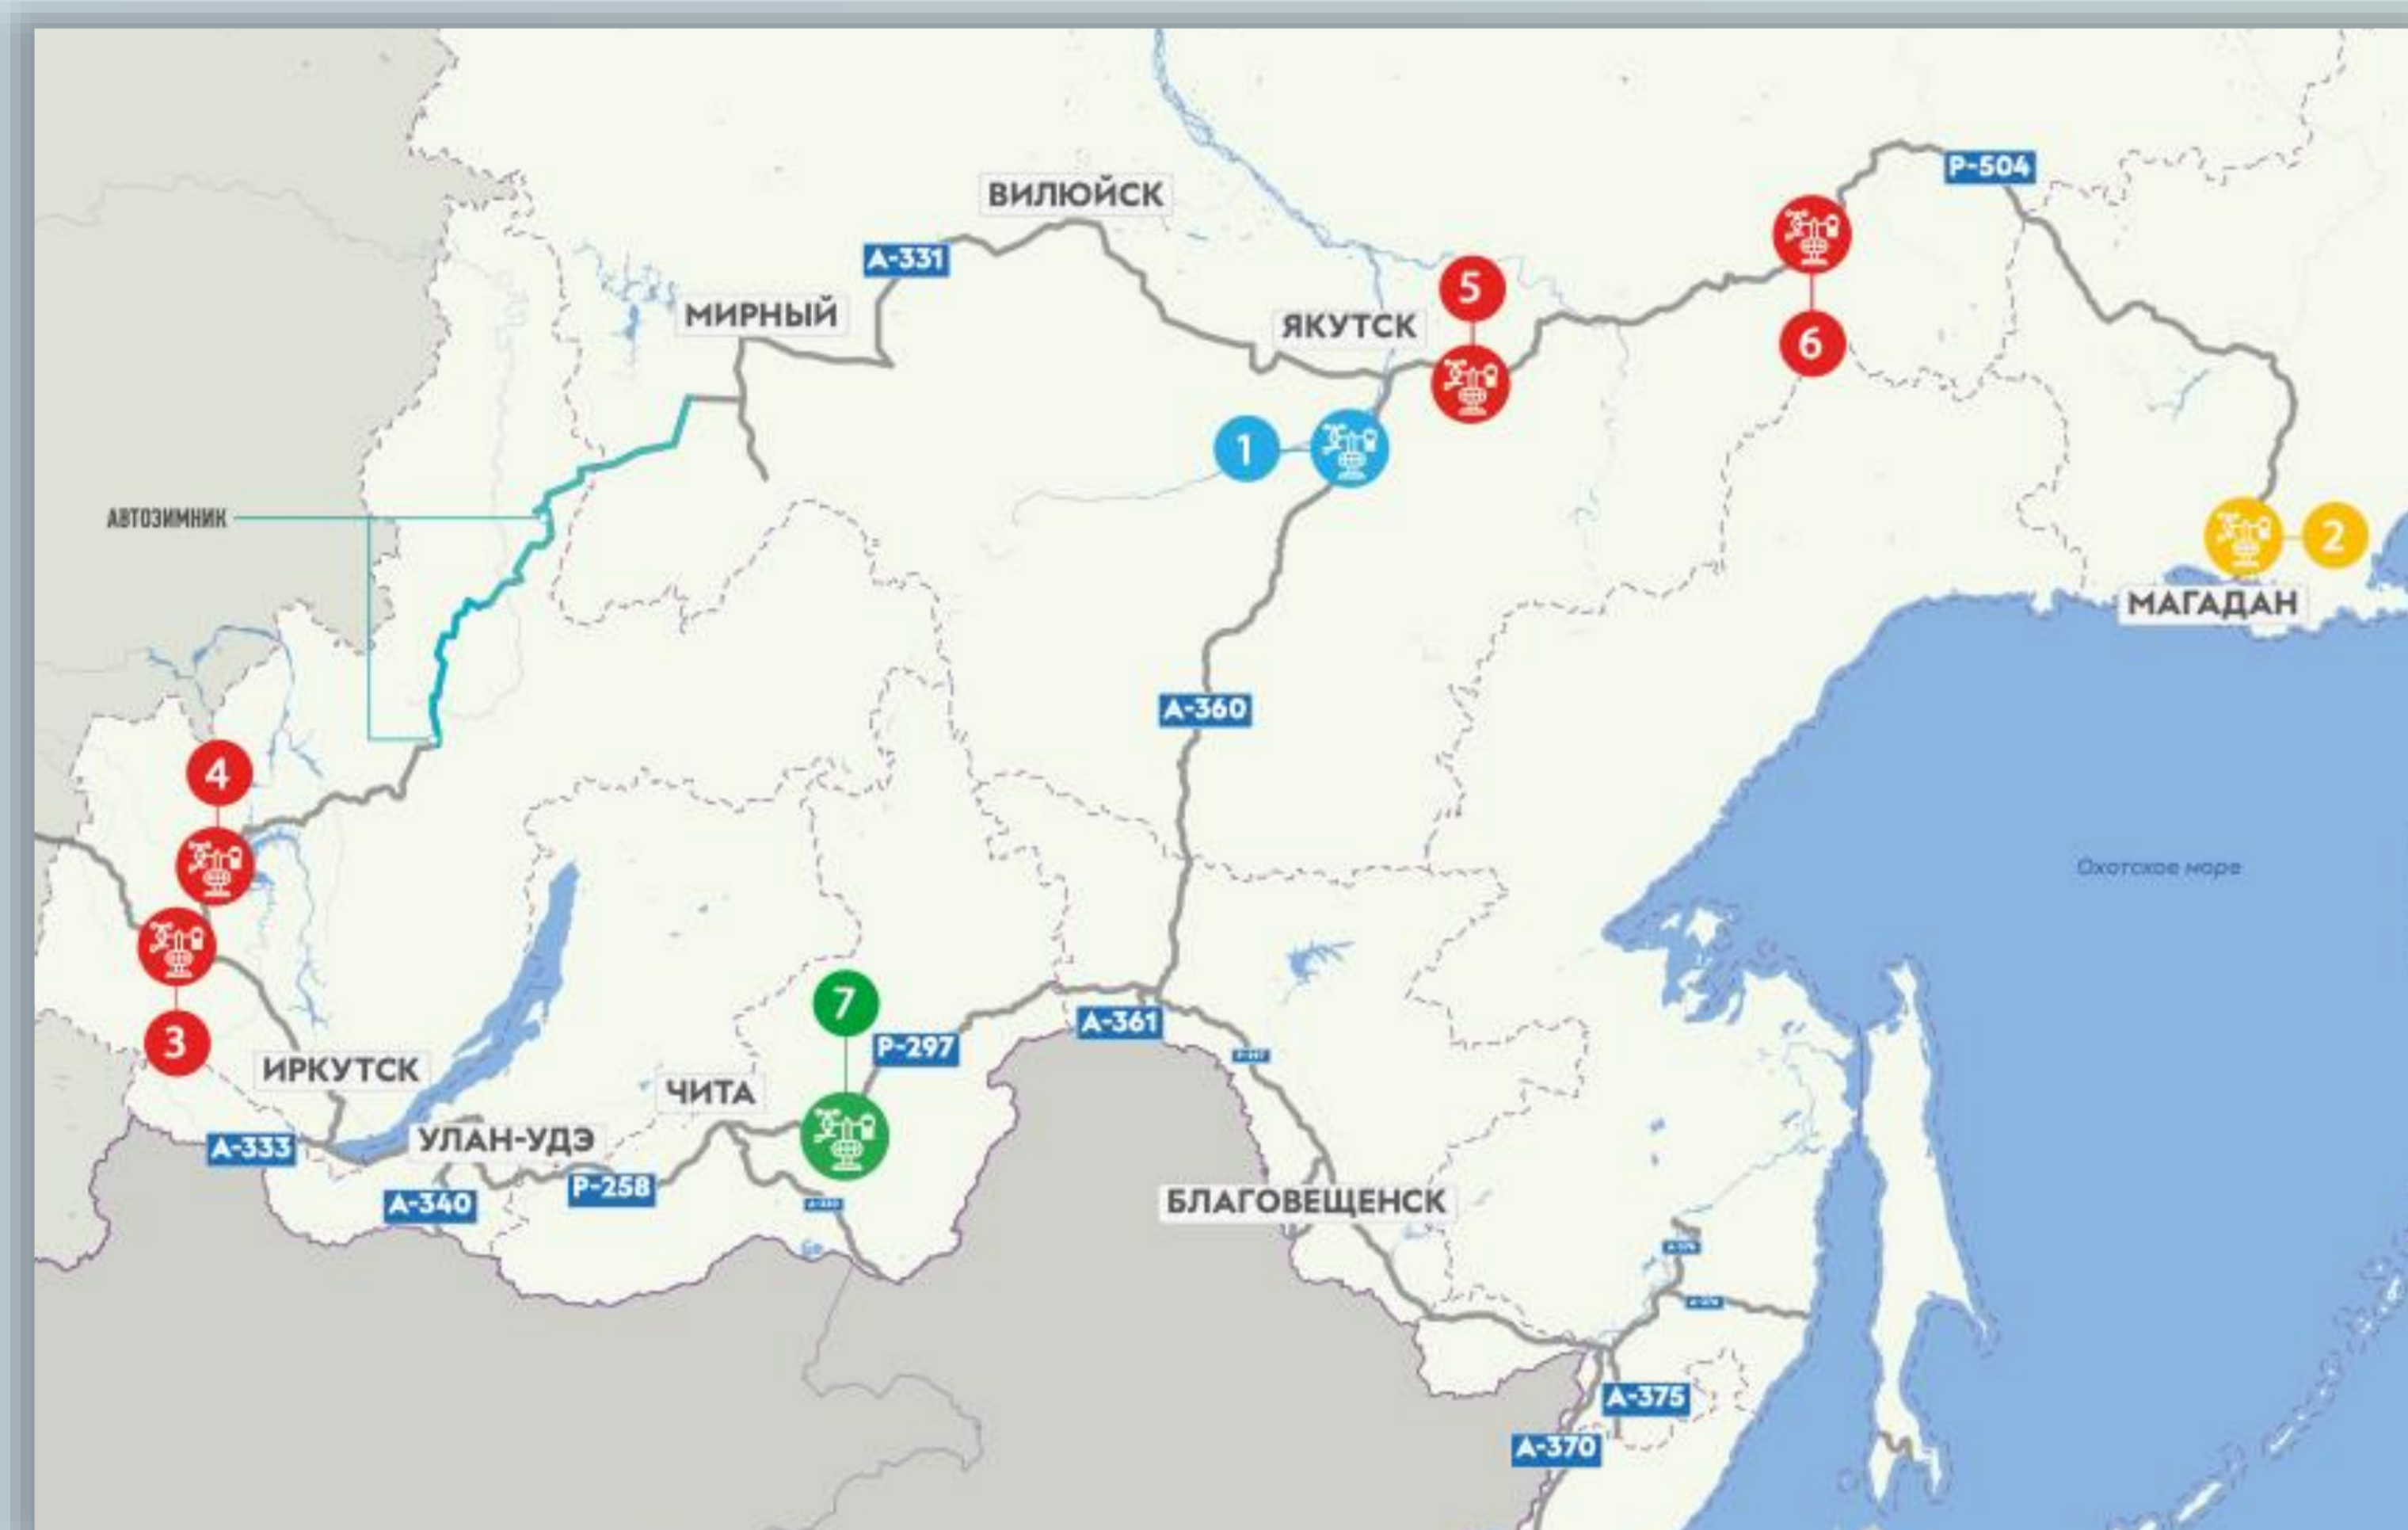 Р-504
ВИЛЮЙСК
А-331
5
МИРНЫЙ
ЯКУТСК
6
1
АВТОЗИМНИК
2
МАГАДАН
А-360
4
Охотское море
7
А-361
3
Р-297
ИРКУТСК
ЧИТА
А-333
УЛАН-УДЭ
Р-258
А-340
БЛАГОВЕЩЕНСК
А-375
А-370